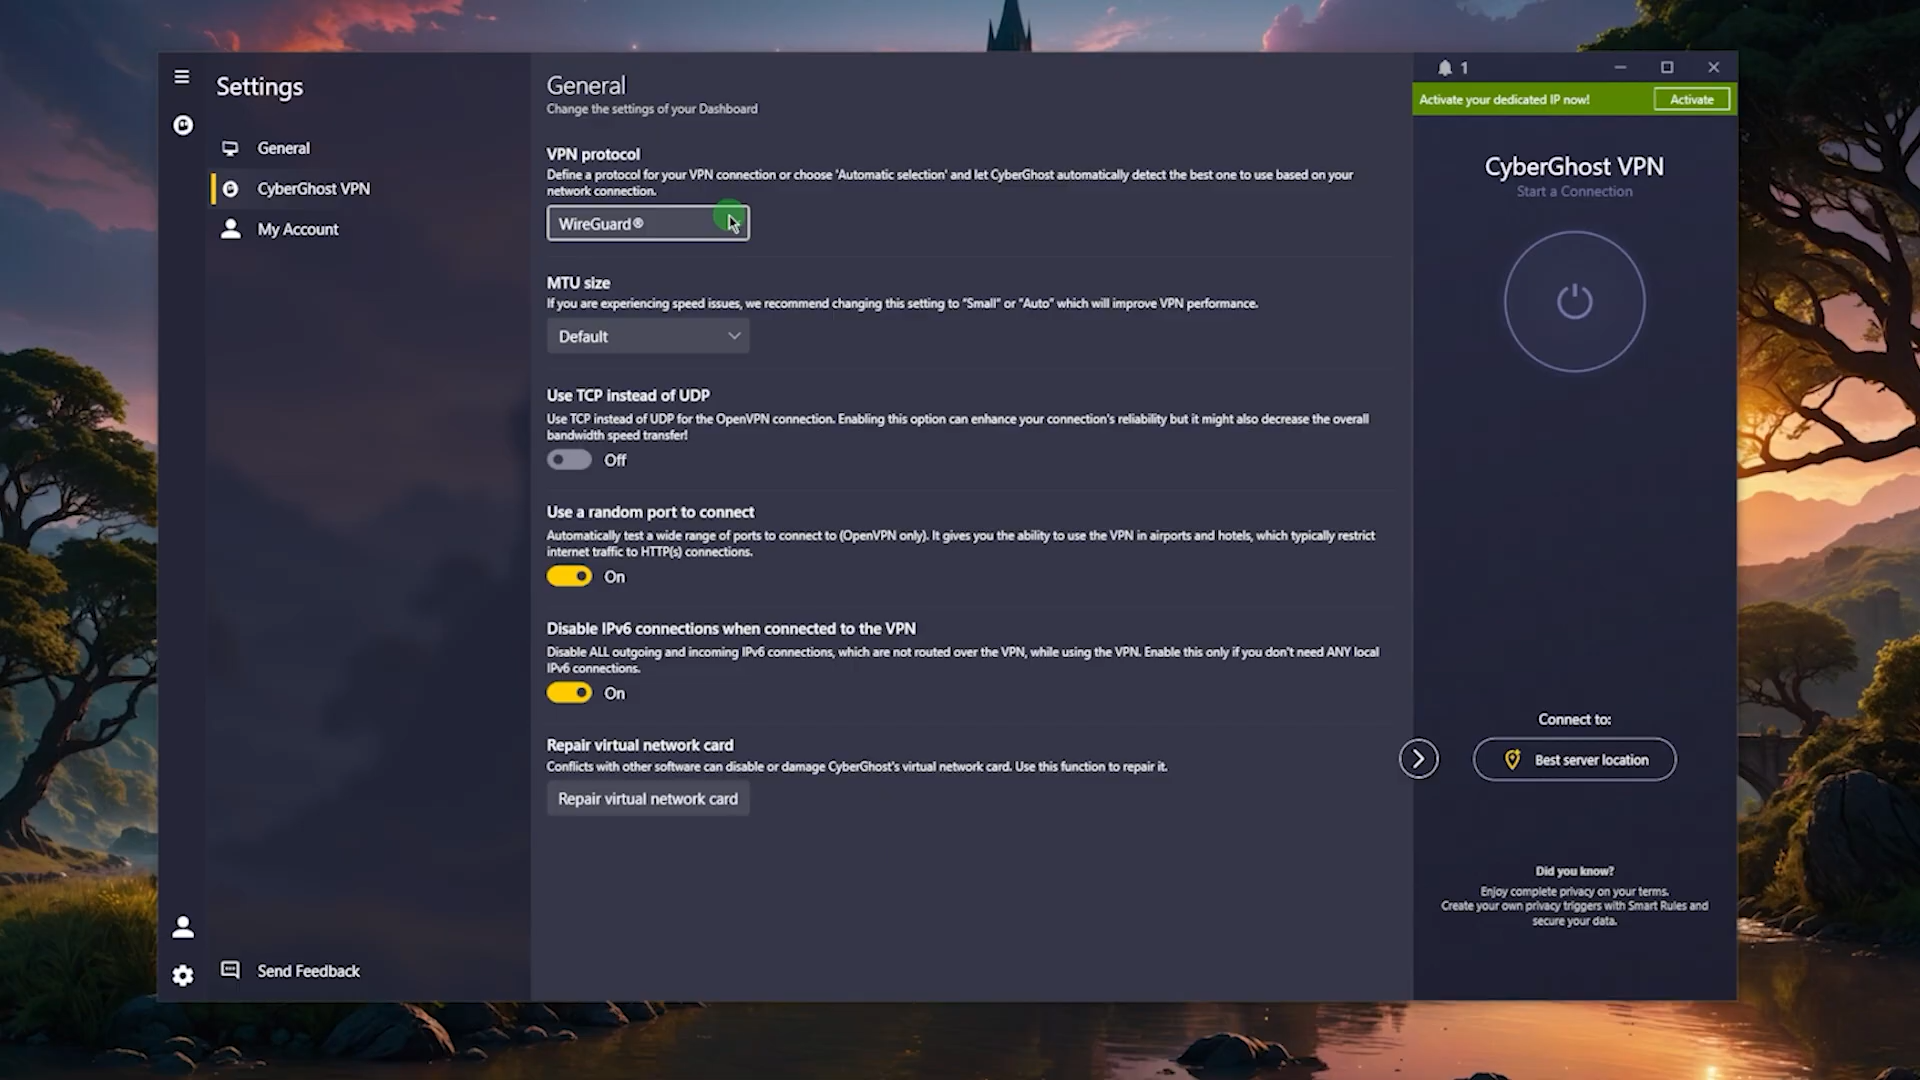 Settings
General
CyberGhost VPN
My Account
Send Feedback
General
Change the settings of your Dashboard
VPN protocol
Define a protocol for your VPN connection or choose 'Automatic selection' and let CyberGhost automatically detect the best one to use based on your
network connection.
WireGuard®
MTU size
If you are experiencing speed issues, we recommend changing this setting to "Small" or "Auto" which will improve VPN performance.
Default
Use TCP instead of UDP
Use TCP instead of UDP for the OpenVPN connection. Enabling this option can enhance your connection's reliability but it might also decrease the overall
bandwidth speed transfer!
Off
Use a random port to connect
Automatically test a wide range of ports to connect to (OpenVPN only). It gives you the ability to use the VPN in airports and hotels, which typically restrict
internet traffic to HTTP(s) connections.
On
Disable IPv6 connections when connected to the VPN
Disable ALL outgoing and incoming IPv6 connections, which are not routed over the VPN, while using the VPN. Enable this only if you don't need ANY local
IPv6 connections.
On
Repair virtual network card
Conflicts with other software can disable or damage CyberGhost's virtual network card. Use this function to repair it.
Repair virtual network card
1
Activate your dedicated IP now!
Activate
CyberGhost VPN
Start a Connection
Connect to:
Best server location
Did you know?
Enjoy complete privacy on your terms.
Create your own privacy triggers with Smart Rules and
secure your data.